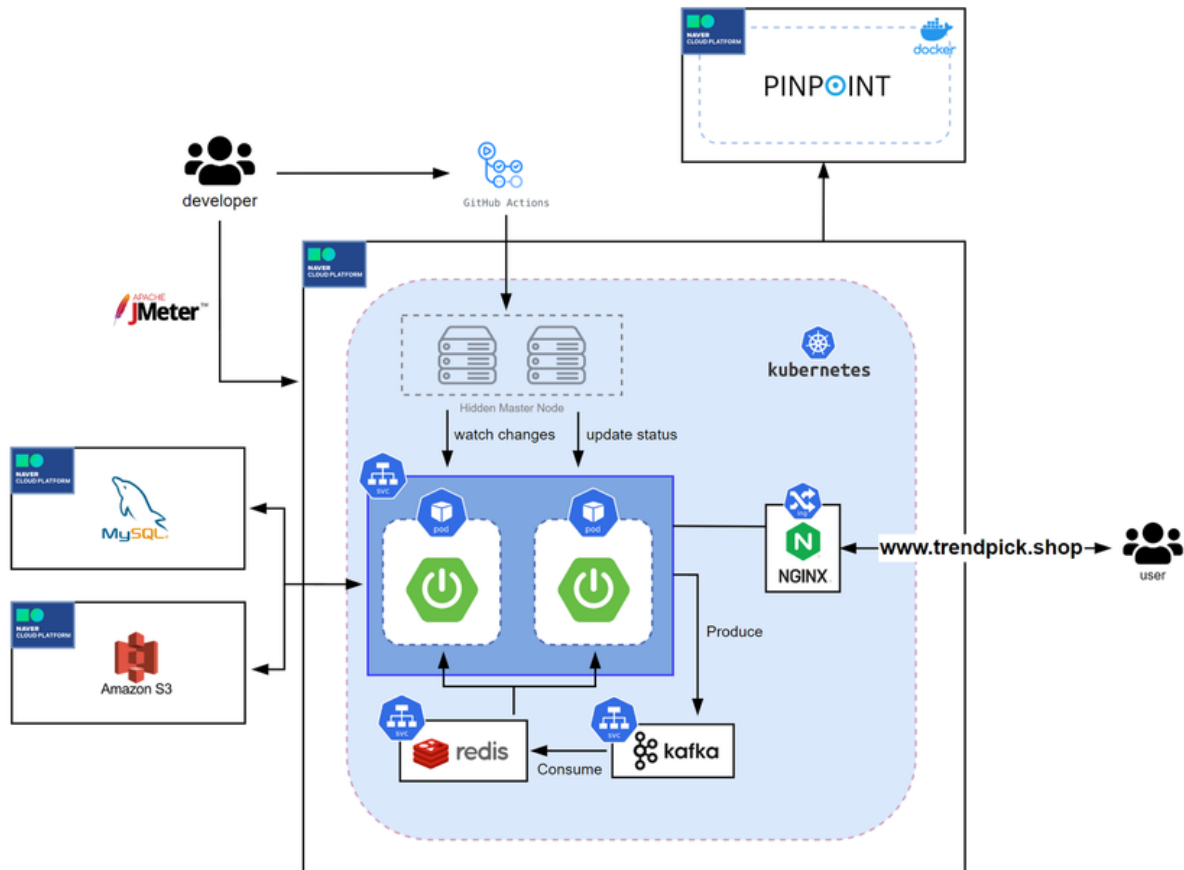 NAVER
CLOUD PLATFORM
docker
PINPOINT
developer
GitHub Actions
NAVER
CLOUD PLATFORM
APACHE
JMeter™
kubernetes
Hidden Master Node
watch changes
update status
NAVER
CLOUD PLATFORM
MySQL®
svc
pod
pod
ing
NGINX
www.trendpick.shop
user
NAVER
CLOUD PLATFORM
Amazon S3
Produce
svc
redis
svc
kafka
Consume